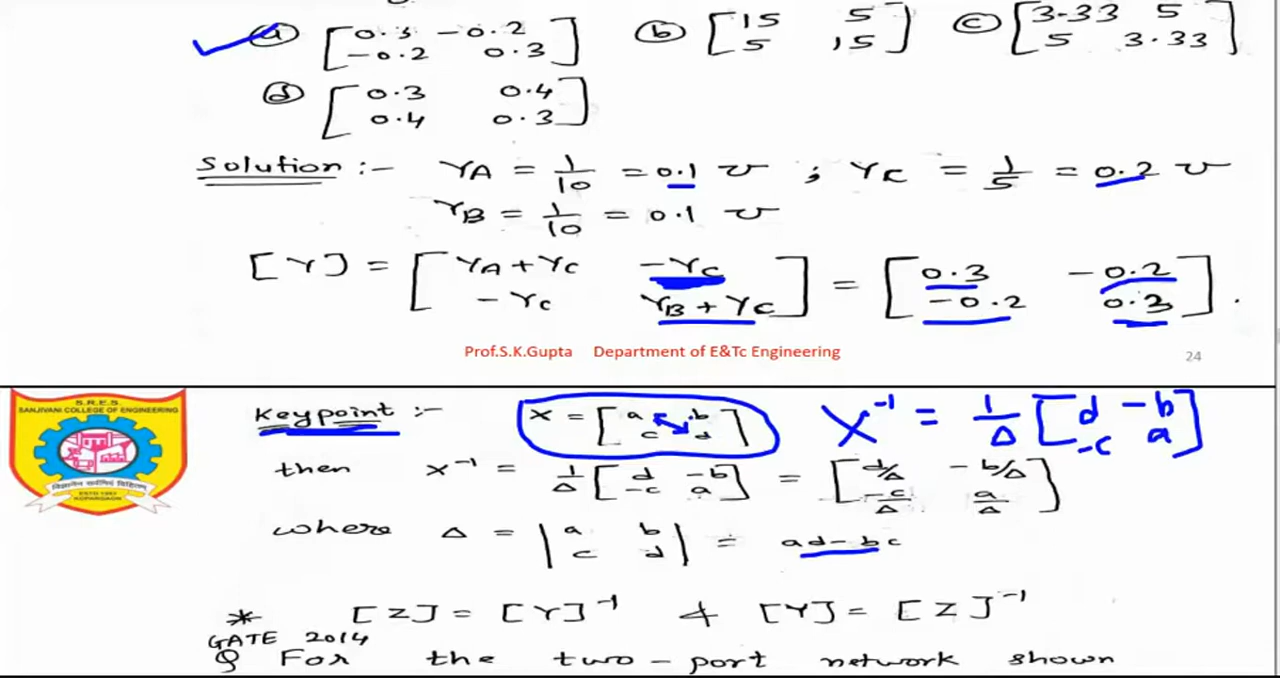 ⓐ [0.3 -0.2
-0.2 0.3] ⓑ [15 5
5 15] ⓒ [3.33 5
5 3.33]
ⓓ [0.3 0.4
0.4 0.3]
Solution :- YA = 1/10 = 0.1 ℧ ; YC = 1/5 = 0.2 ℧
YB = 1/10 = 0.1 ℧
[Y] = [YA + YC -YC
-YC YB + YC] = [0.3 -0.2
-0.2 0.3].
Prof.S.K.Gupta Department of E&Tc Engineering 24
S.R.E.S.
SANJIVANI COLLEGE OF ENGINEERING
ESTD 1983
KOPARGAON
Keypoint :- X = [a b
c d] X⁻¹ = 1/Δ [d -b
-c a]
then X⁻¹ = 1/Δ [d -b
-c a] = [d/Δ -b/Δ
-c/Δ a/Δ]
where Δ = |a b
c d| = ad - bc
* [Z] = [Y]⁻¹ & [Y] = [Z]⁻¹
GATE 2014
Q For the two-port network shown